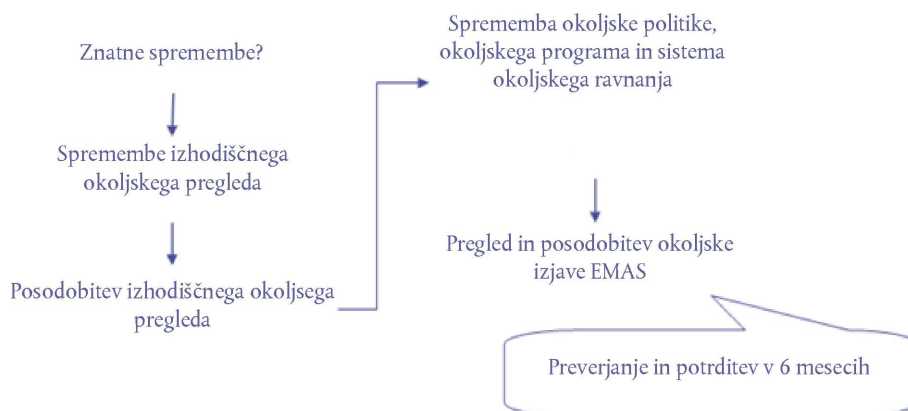 Znatne spremembe?
Spremembe izhodiščnega
okoljskega pregleda
Posodobitev izhodiščnega okoljsega
pregleda
Sprememba okoljske politike,
okoljskega programa in sistema
okoljskega ravnanja
Pregled in posodobitev okoljske
izjave EMAS
Preverjanje in potrditev v 6 mesecih